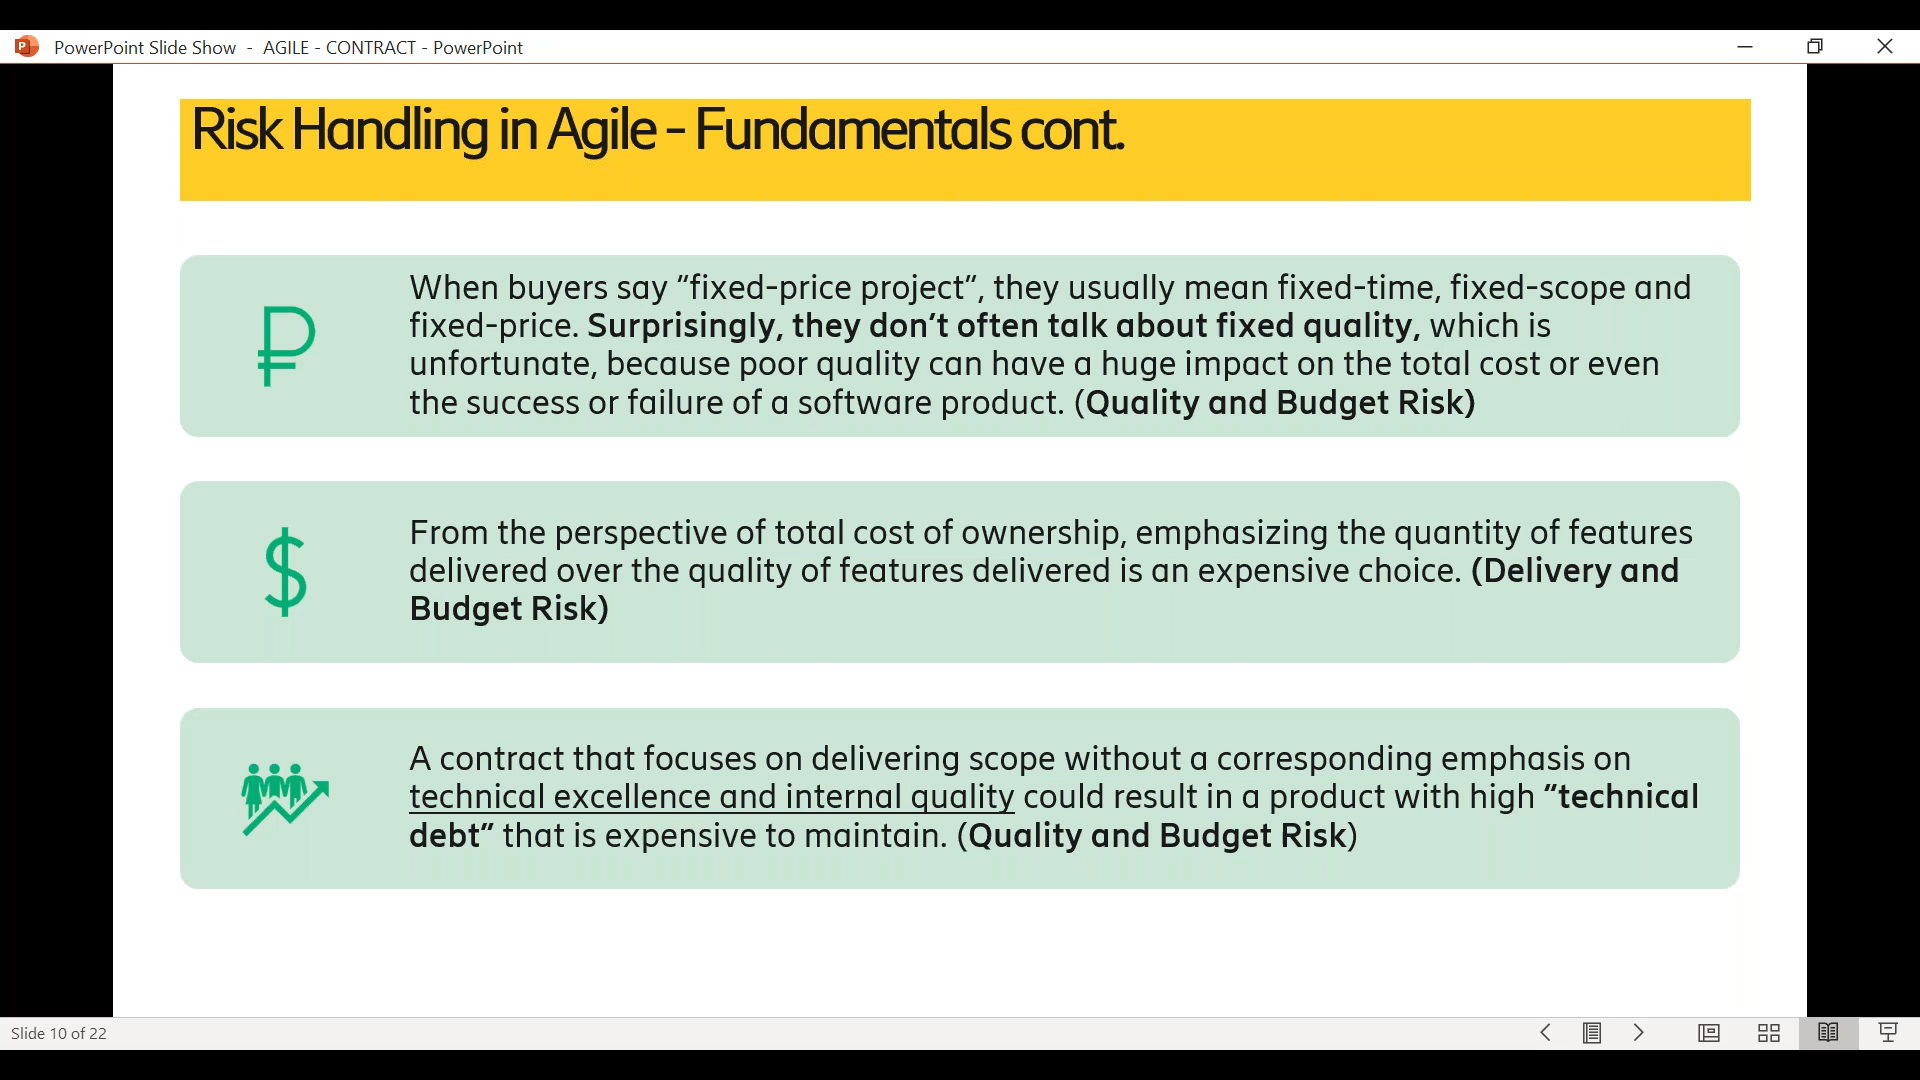 PowerPoint Slide Show - AGILE - CONTRACT - PowerPoint
Risk Handling in Agile - Fundamentals cont.
When buyers say “fixed-price project”, they usually mean fixed-time, fixed-scope and
fixed-price. Surprisingly, they don’t often talk about fixed quality, which is
unfortunate, because poor quality can have a huge impact on the total cost or even
the success or failure of a software product. (Quality and Budget Risk)
From the perspective of total cost of ownership, emphasizing the quantity of features
delivered over the quality of features delivered is an expensive choice. (Delivery and
Budget Risk)
A contract that focuses on delivering scope without a corresponding emphasis on
technical excellence and internal quality could result in a product with high “technical
debt” that is expensive to maintain. (Quality and Budget Risk)
Slide 10 of 22